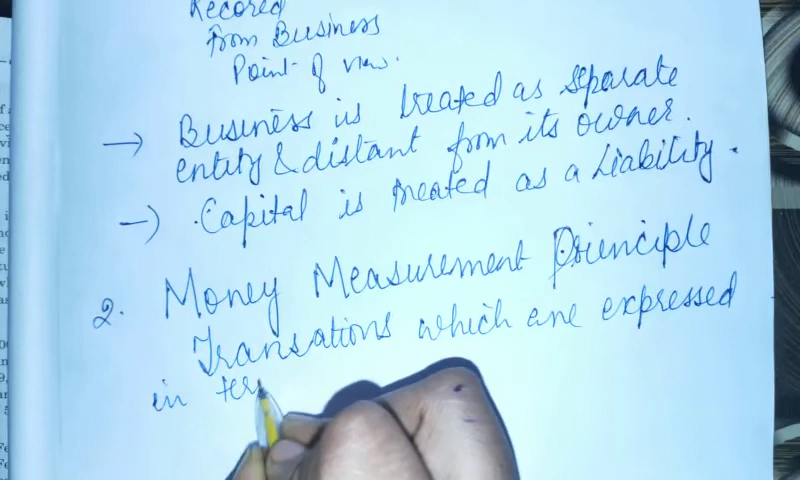 Recored
from Business
Point of view.
→ Business is treated as separate
entity & distant from its owner.
→ Capital is treated as a Liability.
2. Money Measurement Prienciple
Transations which are expressed
in ter